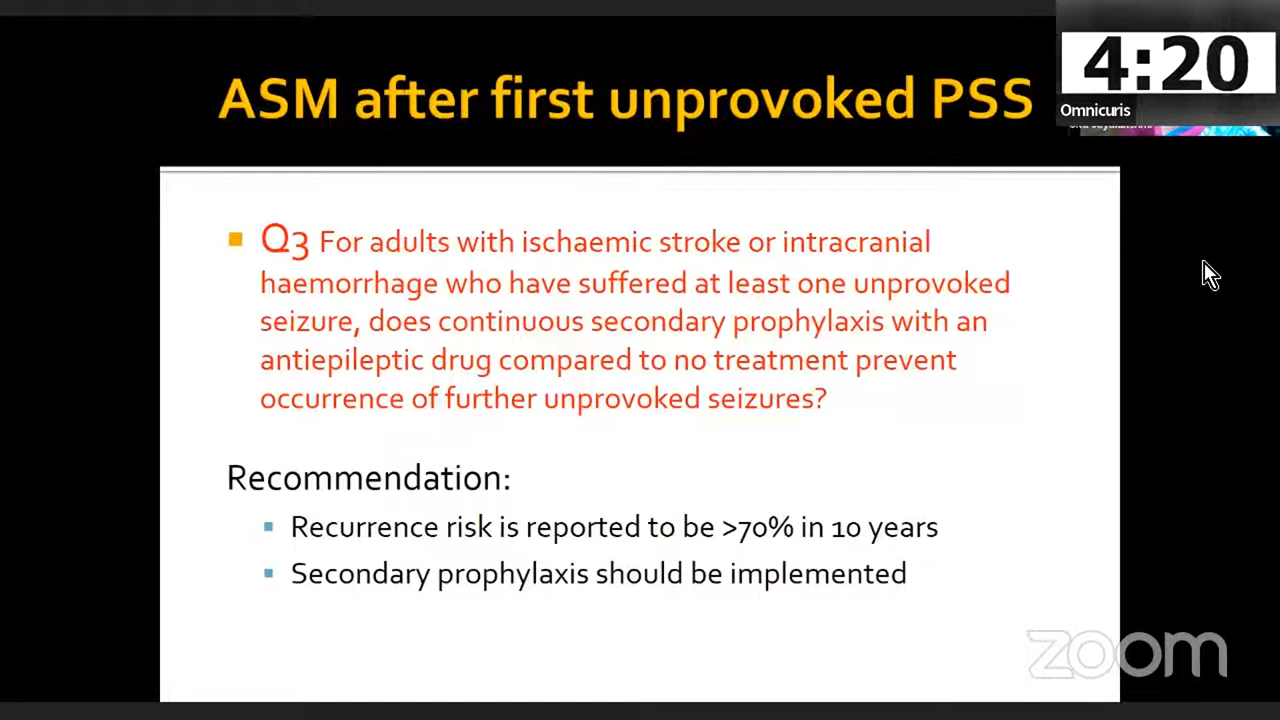 ASM after first unprovoked PSS
4:20
Omnicuris
Q3 For adults with ischaemic stroke or intracranial
haemorrhage who have suffered at least one unprovoked
seizure, does continuous secondary prophylaxis with an
antiepileptic drug compared to no treatment prevent
occurrence of further unprovoked seizures?
Recommendation:
Recurrence risk is reported to be >70% in 10 years
Secondary prophylaxis should be implemented
zoom